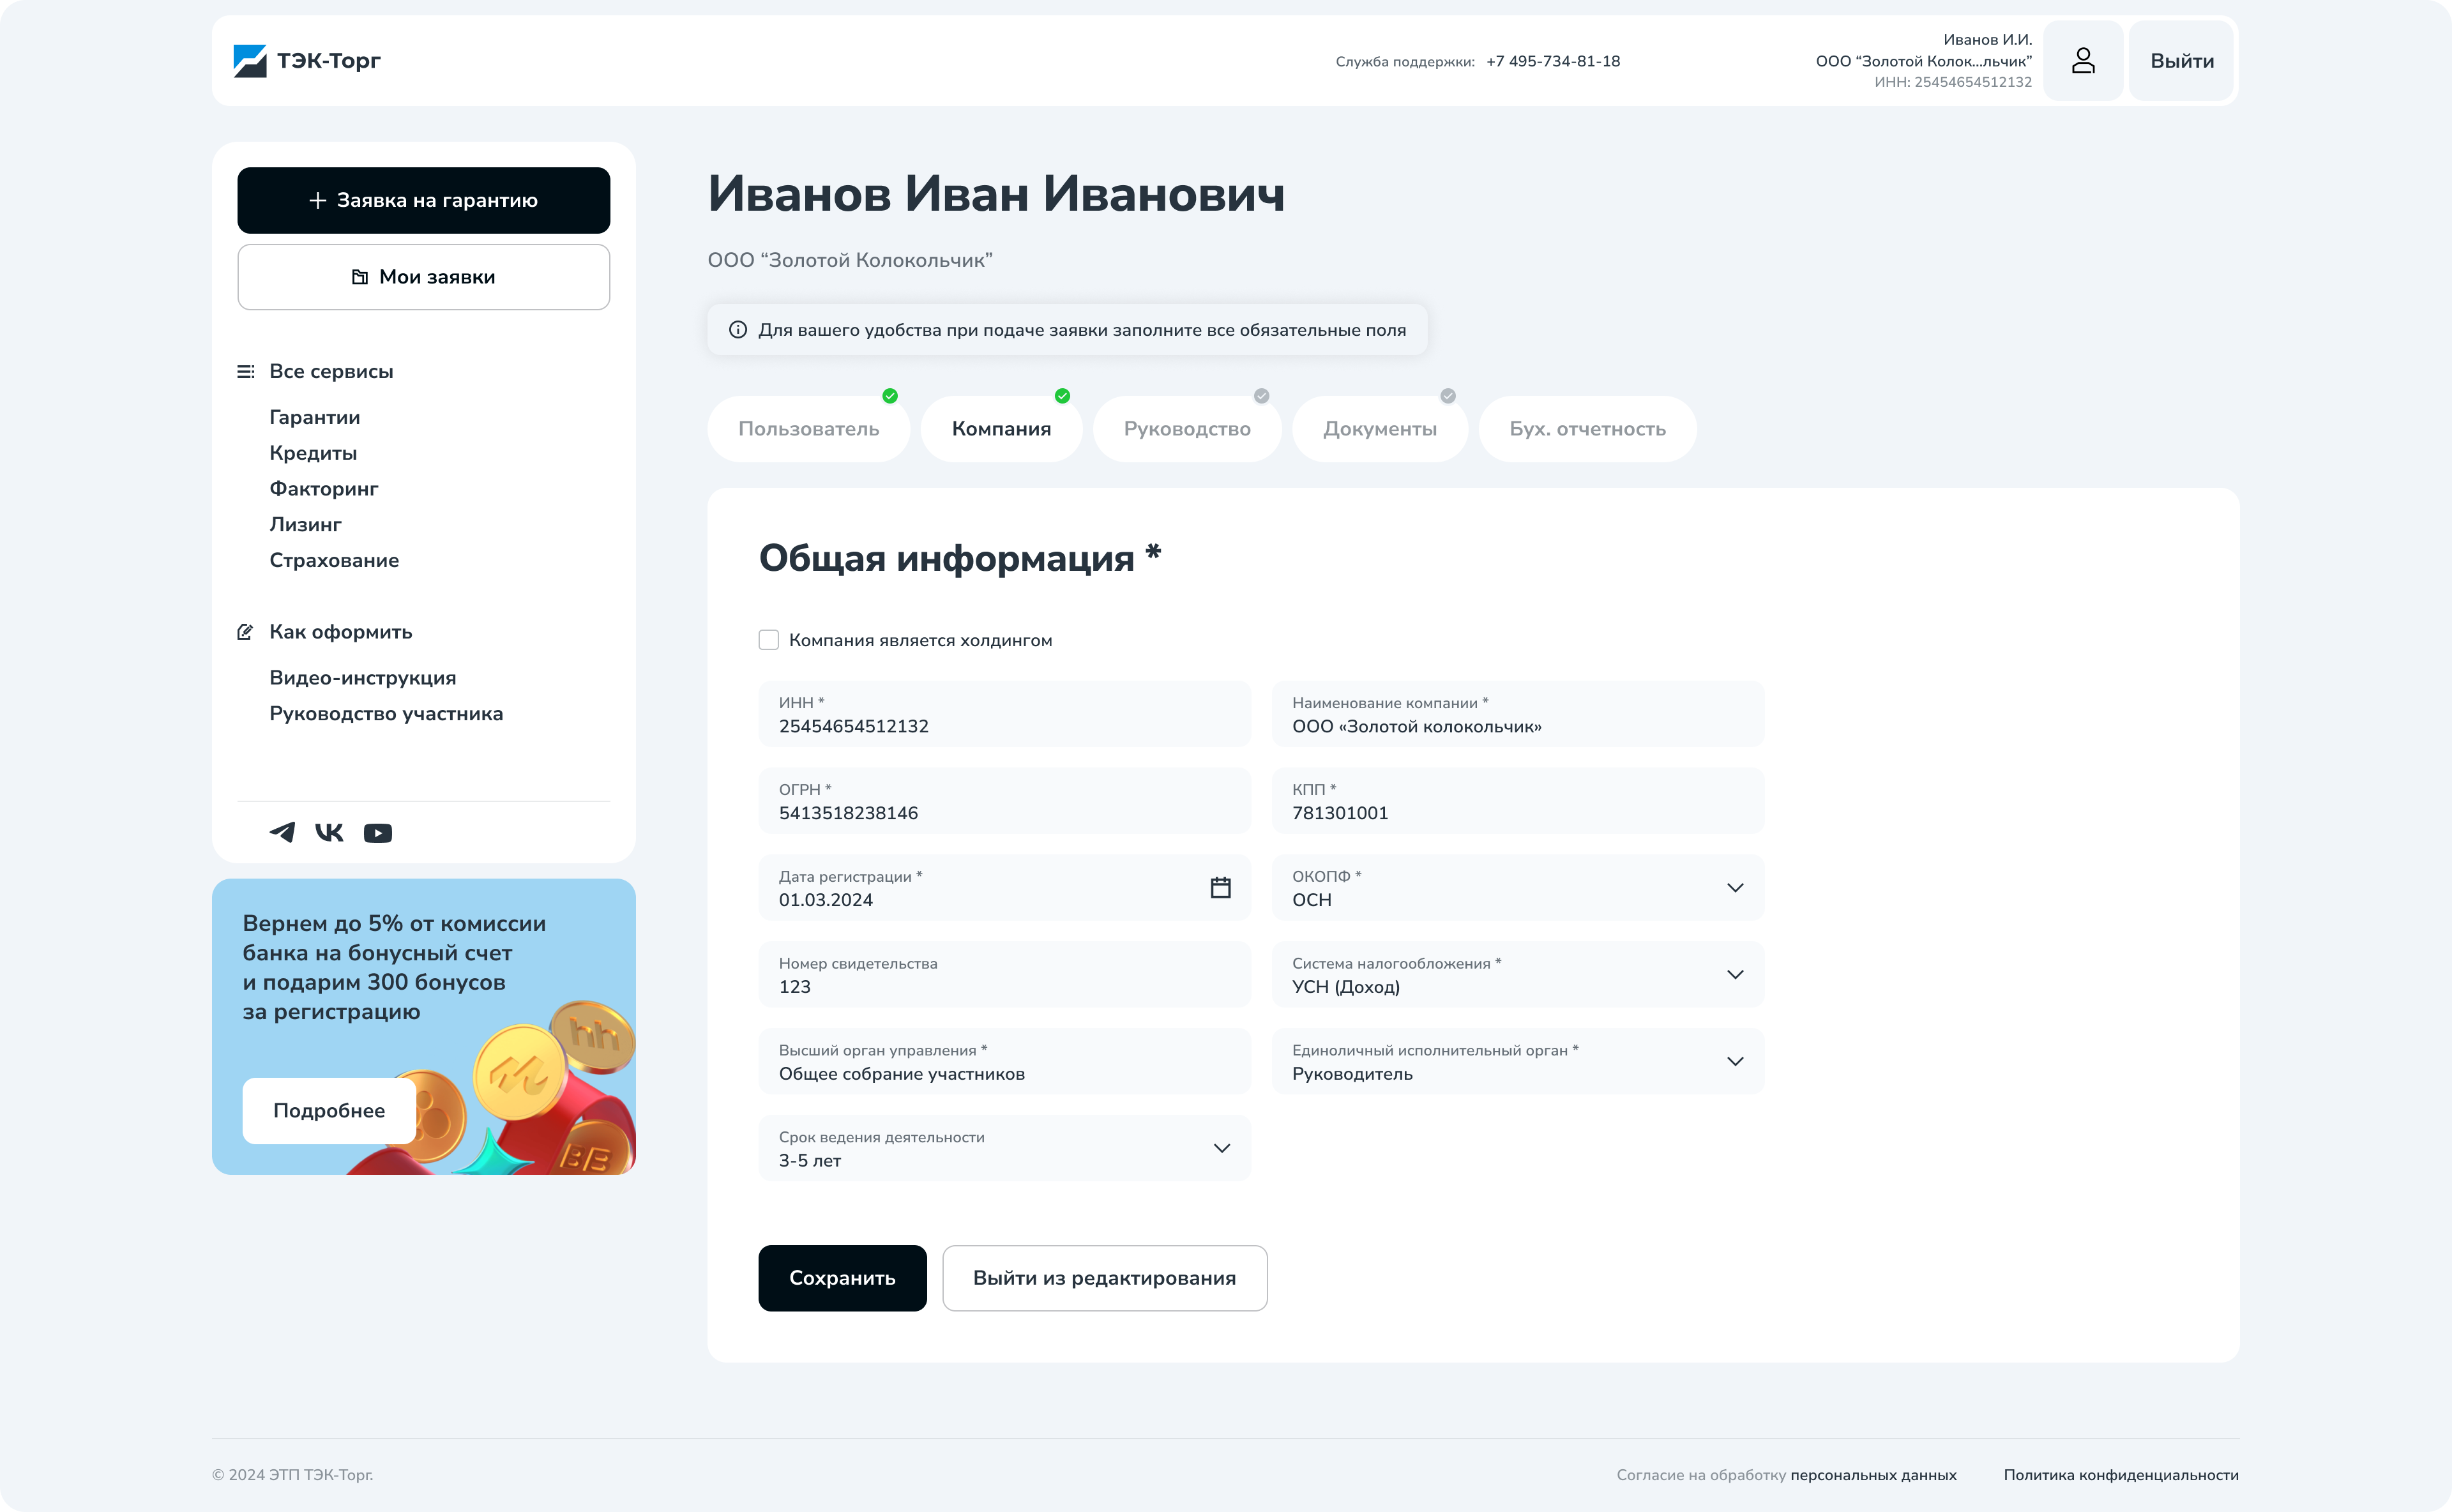 ТЭК-Торг
Служба поддержки: +7 495-734-81-18
Иванов И.И.
ООО “Золотой Колок...льчик”
ИНН: 25454654512132
Выйти
Заявка на гарантию
Мои заявки
Все сервисы
Гарантии
Кредиты
Факторинг
Лизинг
Страхование
Как оформить
Видео-инструкция
Руководство участника
Вернем до 5% от комиссии
банка на бонусный счет
и подарим 300 бонусов
за регистрацию
Подробнее
Иванов Иван Иванович
ООО “Золотой Колокольчик”
Для вашего удобства при подаче заявки заполните все обязательные поля
Пользователь
Компания
Руководство
Документы
Бух. отчетность
Общая информация *
Компания является холдингом
ИНН *
25454654512132
Наименование компании *
ООО «Золотой колокольчик»
ОГРН *
5413518238146
КПП *
781301001
Дата регистрации *
01.03.2024
ОКОПФ *
ОСН
Номер свидетельства
123
Система налогообложения *
УСН (Доход)
Высший орган управления *
Общее собрание участников
Единоличный исполнительный орган *
Руководитель
Срок ведения деятельности
3-5 лет
Сохранить
Выйти из редактирования
© 2024 ЭТП ТЭК-Торг.
Согласие на обработку персональных данных
Политика конфиденциальности